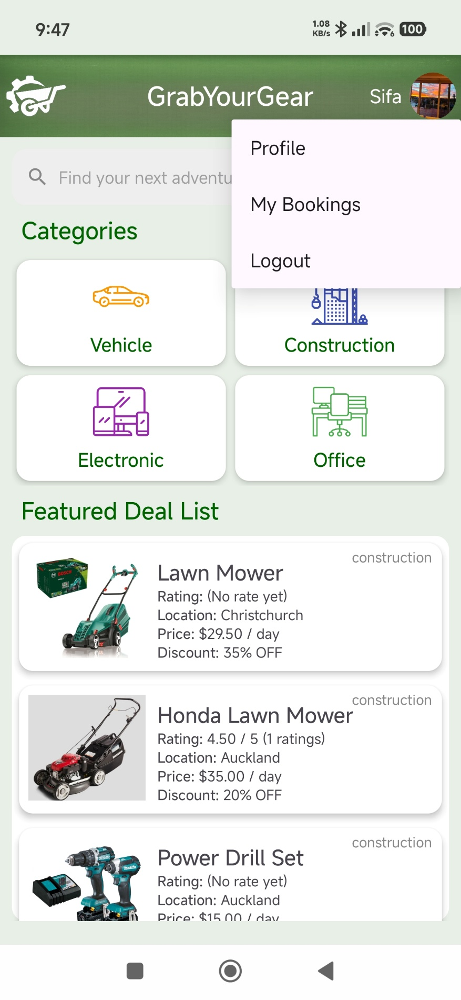 9:47
1.08
KB/s
6
100
GrabYourGear
Sifa
Profile
My Bookings
Logout
Find your next adventu
Categories
Vehicle
Construction
Electronic
Office
Featured Deal List
construction
BOSCH
Lawn Mower
Rating: (No rate yet)
Location: Christchurch
Price: $29.50 / day
Discount: 35% OFF
construction
Honda Lawn Mower
Rating: 4.50 / 5 (1 ratings)
Location: Auckland
Price: $35.00 / day
Discount: 20% OFF
construction
Power Drill Set
Rating: (No rate yet)
Location: Auckland
Price: $15.00 / day
makita